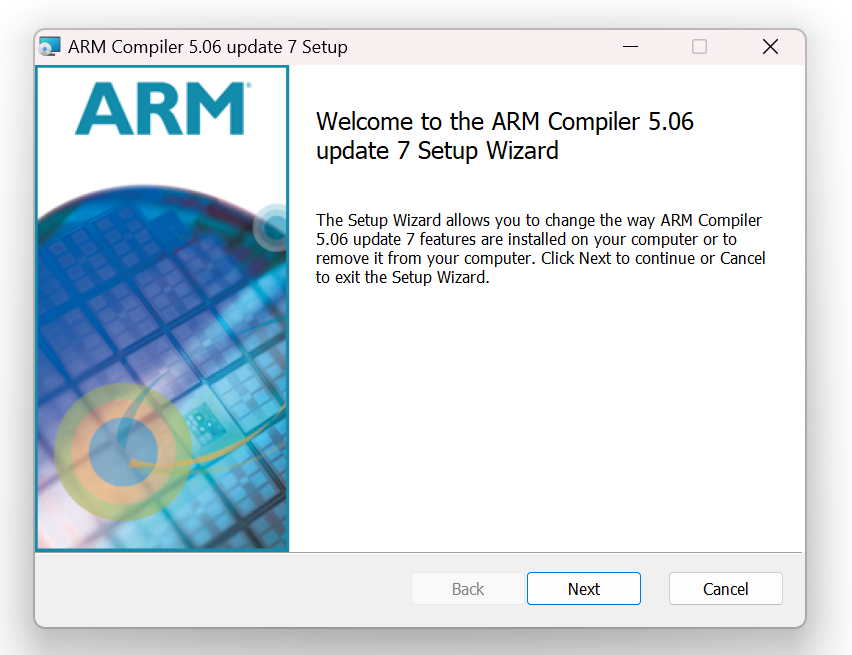 ARM Compiler 5.06 update 7 Setup
ARM
Welcome to the ARM Compiler 5.06
update 7 Setup Wizard
The Setup Wizard allows you to change the way ARM Compiler
5.06 update 7 features are installed on your computer or to
remove it from your computer. Click Next to continue or Cancel
to exit the Setup Wizard.
Back
Next
Cancel